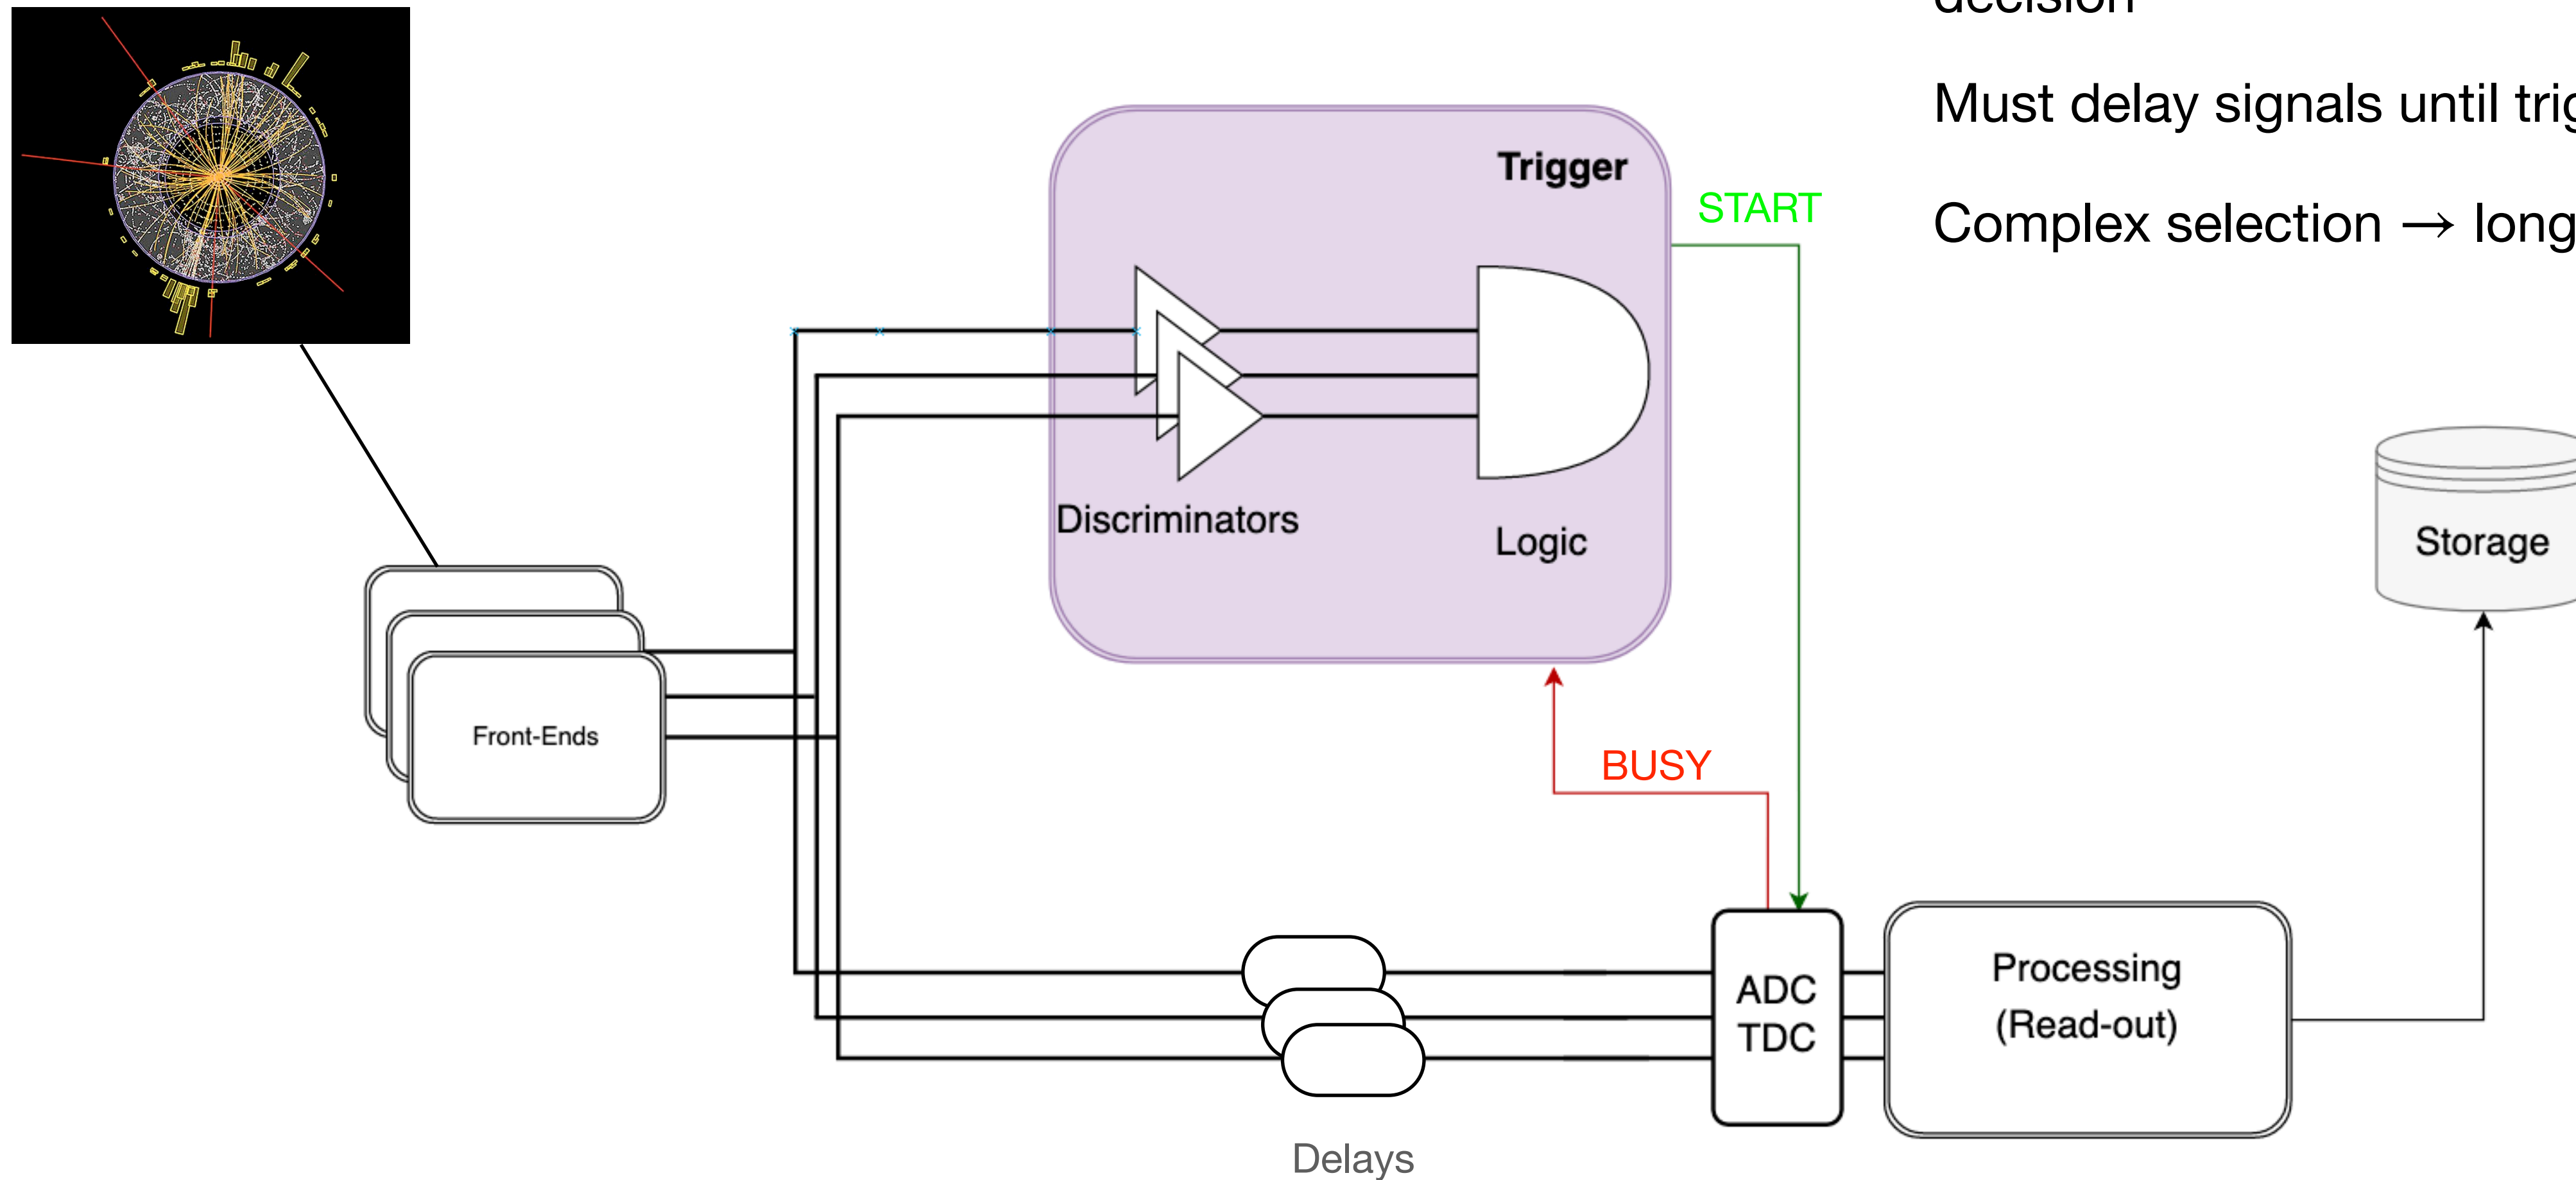 decision
Must delay signals until
Complex selection → long
Trigger
START
Discriminators
Logic
Storage
Front-Ends
BUSY
ADC
TDC
Processing
(Read-out)
Delays